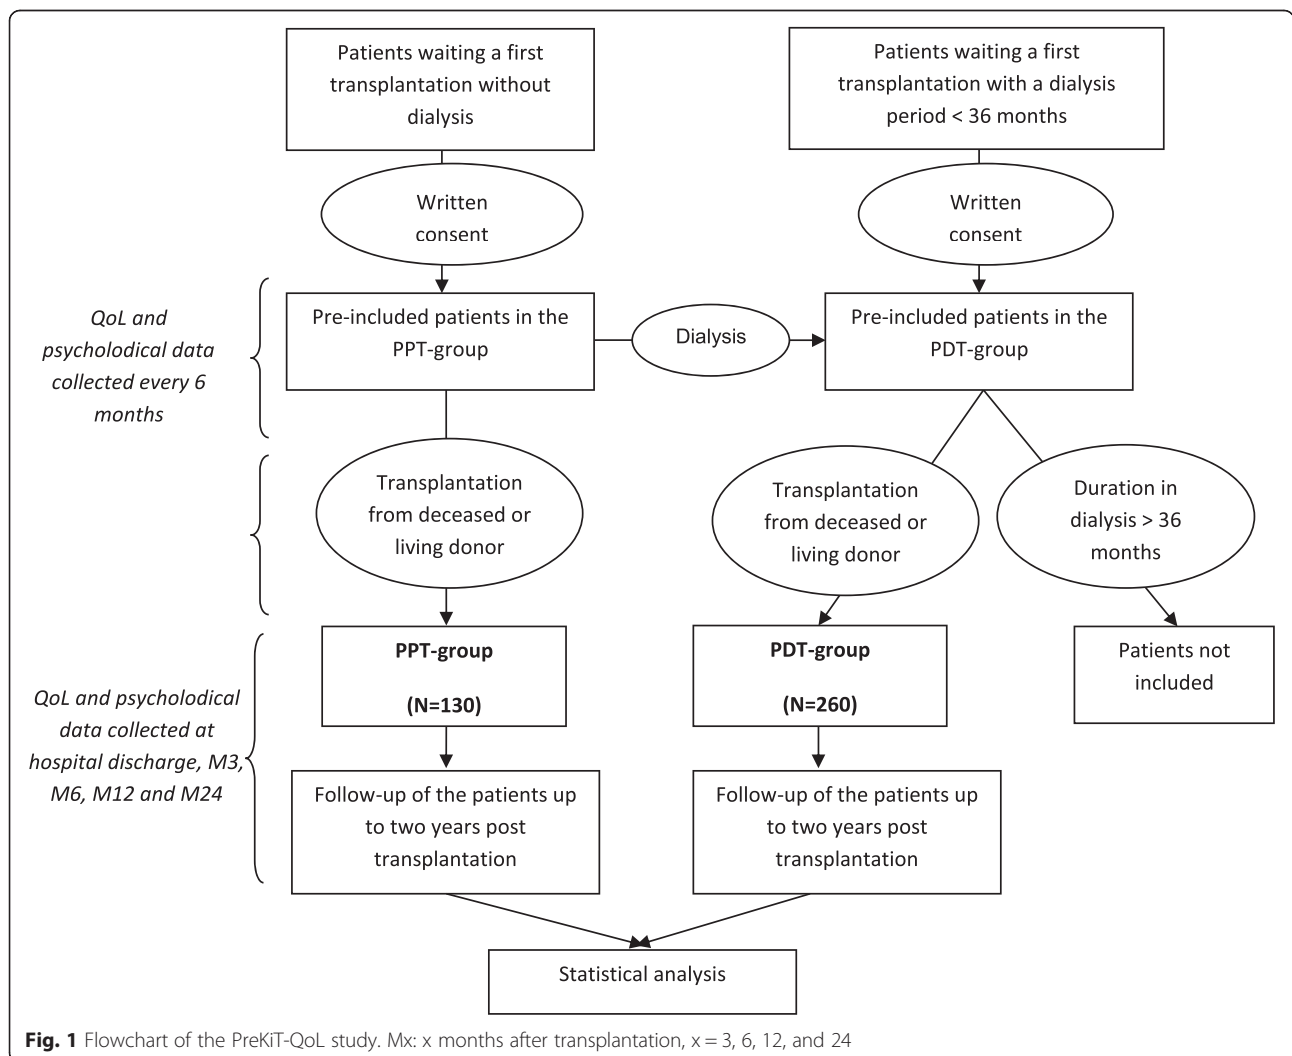 Patients waiting a first
transplantation without
dialysis
Patients waiting a first
transplantation with a dialysis
period < 36 months
Written
consent
Written
consent
QoL and
psycholodical data
collected every 6
months
Pre-included patients in the
PPT-group
Dialysis
Pre-included patients in the
PDT-group
Transplantation
from deceased or
living donor
Transplantation
from deceased or
living donor
Duration in
dialysis > 36
months
QoL and psycholodical
data collected at
hospital discharge, M3,
M6, M12 and M24
PPT-group
(N=130)
PDT-group
(N=260)
Patients not
included
Follow-up of the patients up
to two years post
transplantation
Follow-up of the patients up
to two years post
transplantation
Statistical analysis
Fig. 1 Flowchart of the PreKiT-QoL study. Mx: x months after transplantation, x = 3, 6, 12, and 24